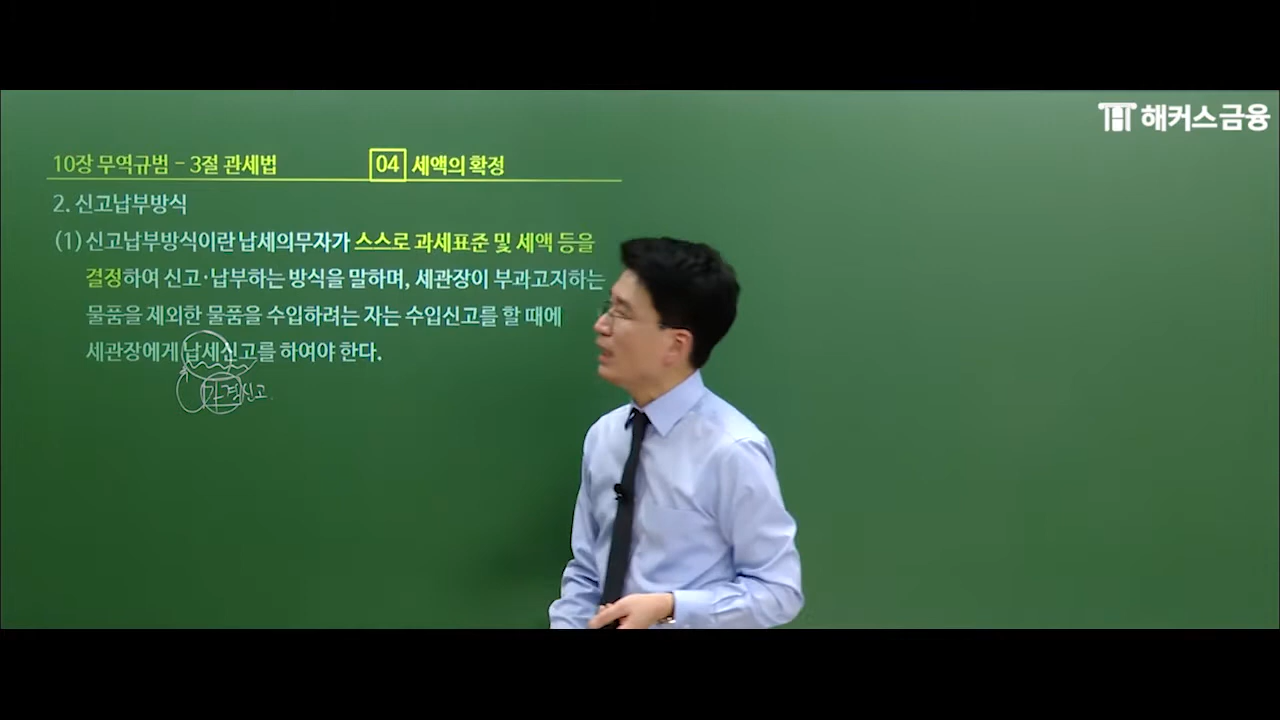 해커스금융
10장 무역규범 - 3절 관세법
04 세액의 확정
2. 신고납부방식
(1) 신고납부방식이란 납세의무자가 스스로 과세표준 및 세액 등을
결정하여 신고·납부하는 방식을 말하며, 세관장이 부과고지하는
물품을 제외한 물품을 수입하려는 자는 수입신고를 할 때에
세관장에게 납세신고를 하여야 한다.
가격신고